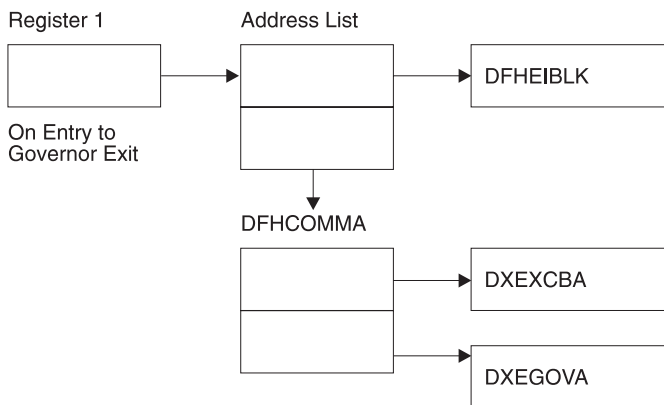 Register 1
Address List
DFHEIBLK
On Entry to
Governor Exit
DFHCOMMA
DXEXCBA
DXEGOVA